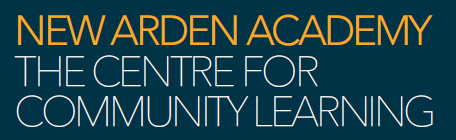 NEW ARDEN ACADEMY
THE CENTRE FOR
COMMUNITY LEARNING